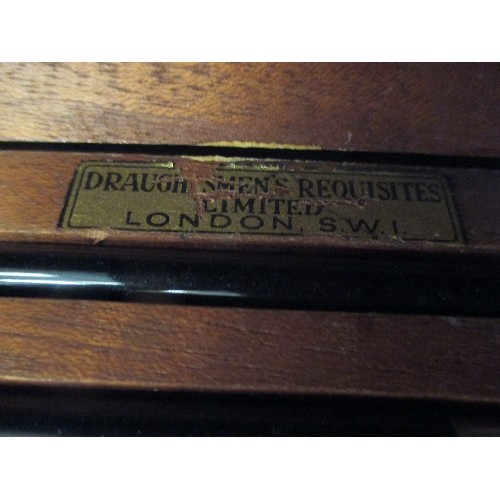 DRAUGHTSMEN'S REQUISITES
LIMITED
LONDON, S.W.1.